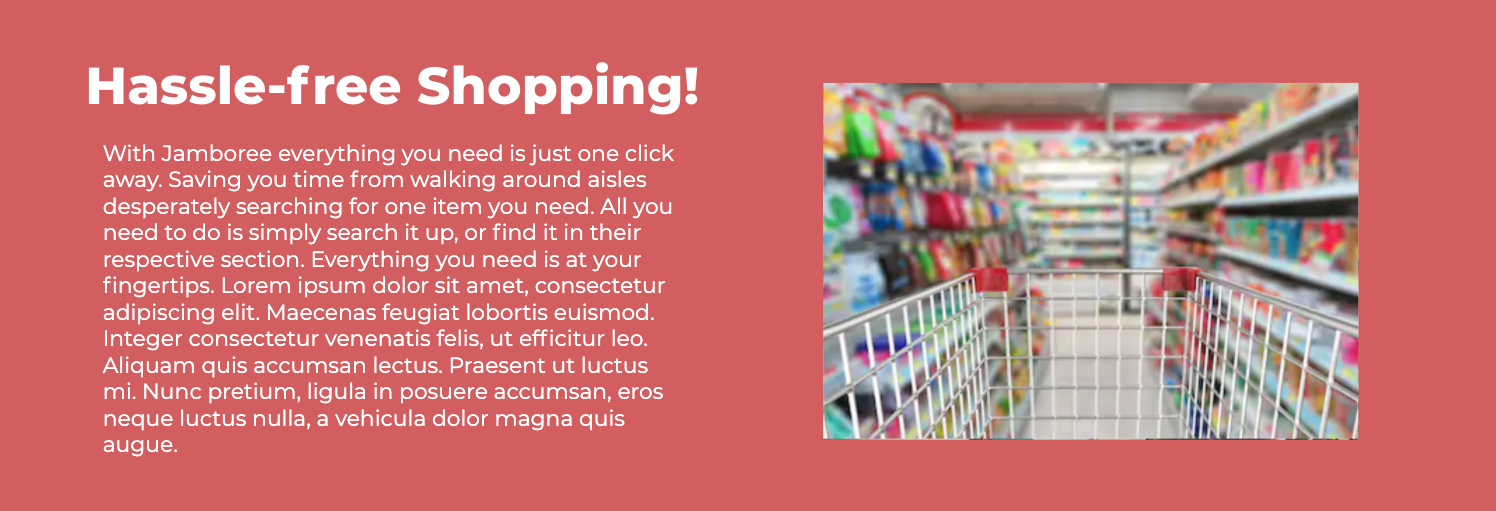 Hassle-free Shopping!
With Jamboree everything you need is just one click
away. Saving you time from walking around aisles
desperately searching for one item you need. All you
need to do is simply search it up, or find it in their
respective section. Everything you need is at your
fingertips. Lorem ipsum dolor sit amet, consectetur
adipiscing elit. Maecenas feugiat lobortis euismod.
Integer consectetur venenatis felis, ut efficitur leo.
Aliquam quis accumsan lectus. Praesent ut luctus
mi. Nunc pretium, ligula in posuere accumsan, eros
neque luctus nulla, a vehicula dolor magna quis
augue.